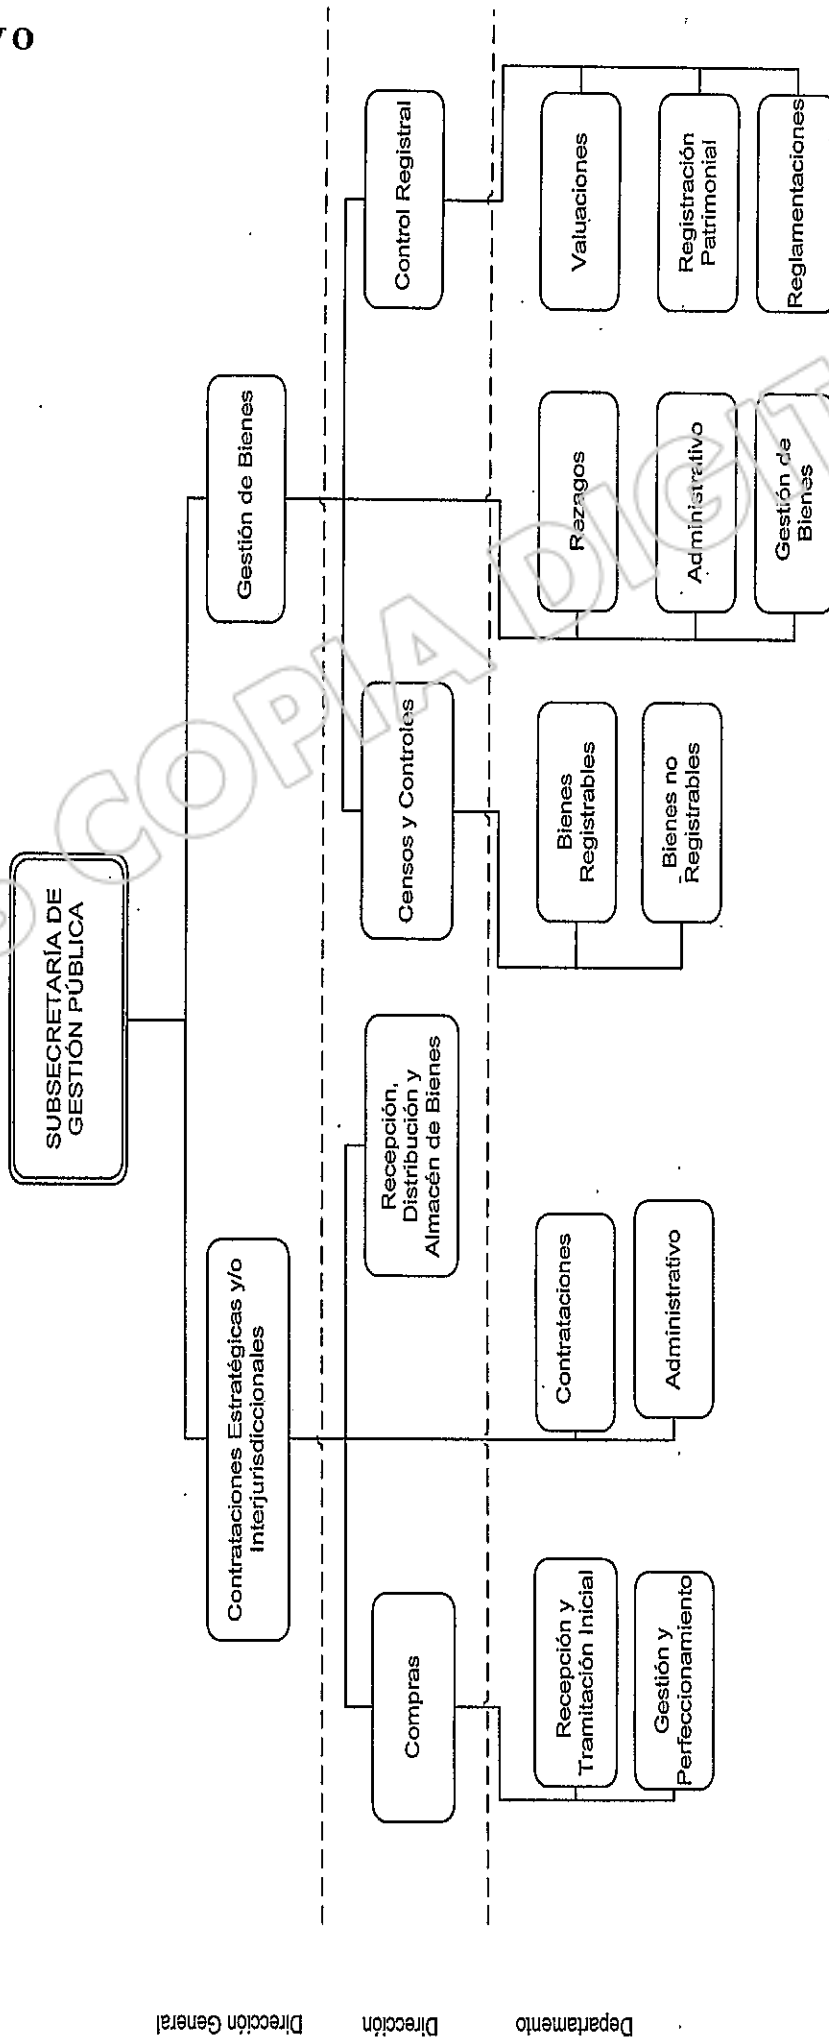 vo
SUBSECRETARÍA DE
GESTIÓN PÚBLICA
Dirección General
Contrataciones Estratégicas y/o
Interjurisdiccionales
Gestión de Bienes
Dirección
Compras
Recepción,
Distribución y
Almacén de Bienes
Censos y Controles
Control Registral
Departamento
Recepción y
Tramitación Inicial
Gestión y
Perfeccionamiento
Contrataciones
Administrativo
Bienes
Registrables
Bienes no
Registrables
Rezagos
Administrativo
Gestión de
Bienes
Valuaciones
Registración
Patrimonial
Reglamentaciones
COPIA DIGIT